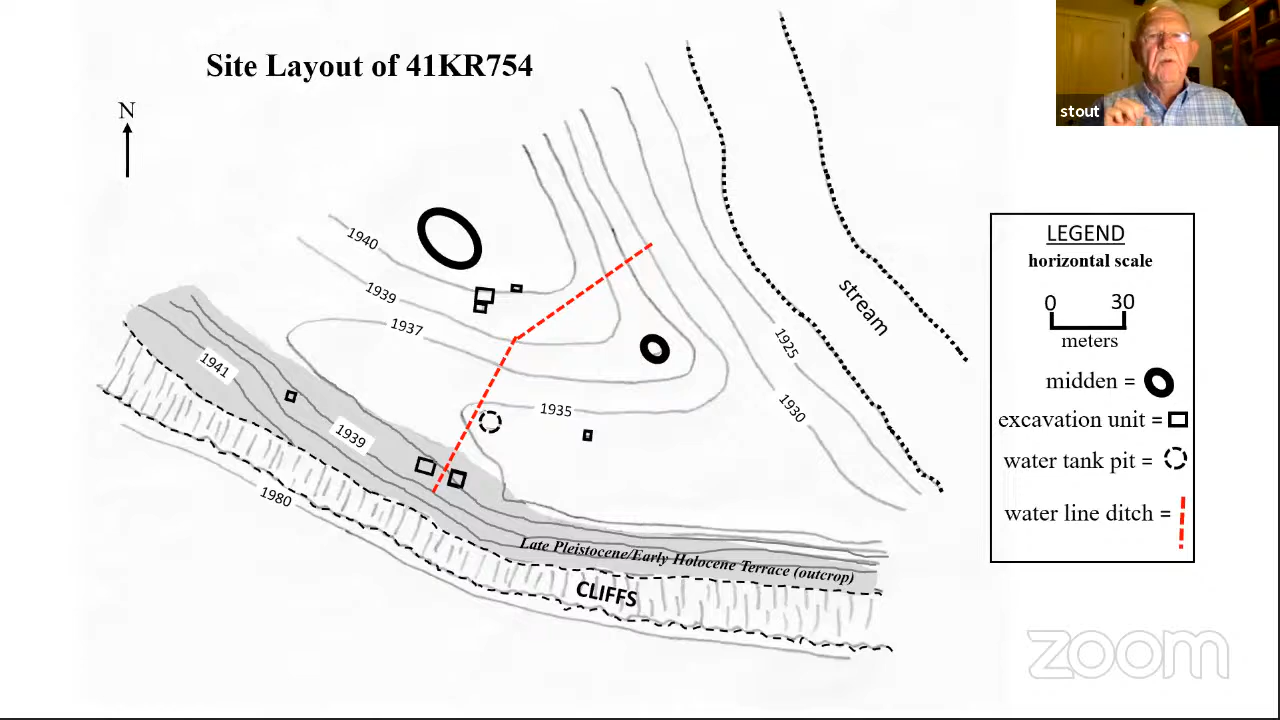 Site Layout of 41KR754
stout
N
1940
1939
1937
1941
1939
1935
1980
1925
1930
stream
Late Pleistocene/Early Holocene Terrace (outcrop)
CLIFFS
LEGEND
horizontal scale
0 30
meters
midden =
excavation unit =
water tank pit =
water line ditch =
zoom